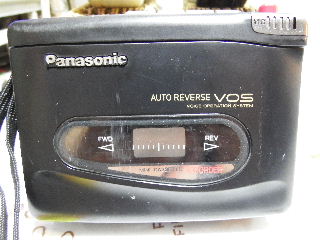 Panasonic
AUTO REVERSE VOS
VOICE OPERATION SYSTEM
FWD
REV